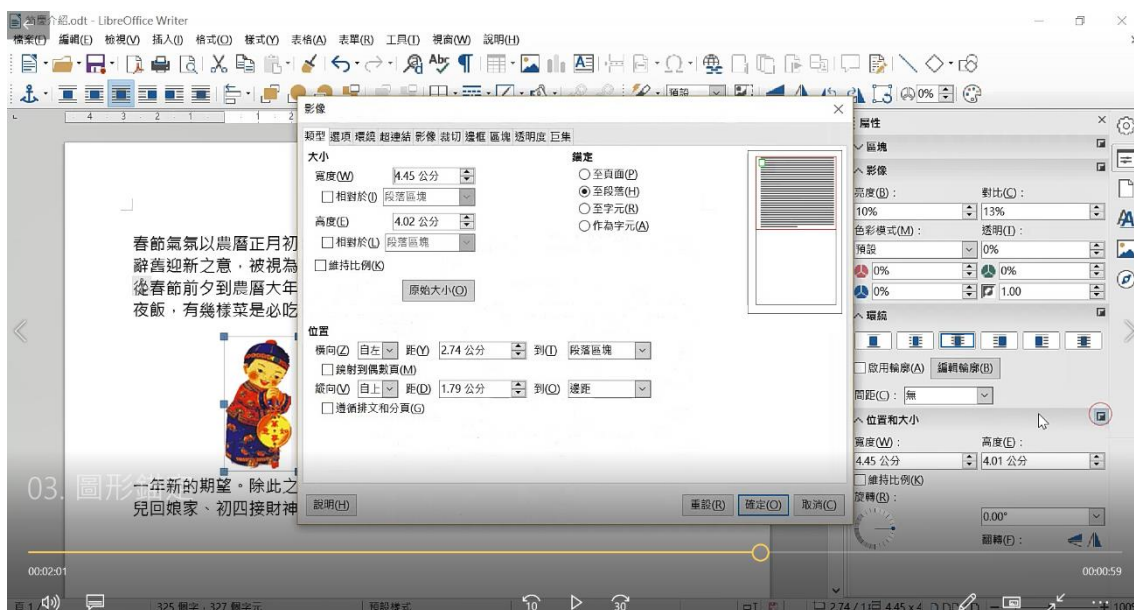 介紹.odt - LibreOffice Writer
檔案(F) 編輯(E) 檢視(V) 插入(I) 格式(O) 樣式(Y) 表格(A) 表單(R) 工具(T) 視窗(W) 說明(H)
預設 0%
4 3 2 1 1 2
影像
類型 選項 環繞 超連結 影像 裁切 邊框 區塊 透明度 巨集
大小
寬度(W) 4.45 公分
相對於(I) 段落區塊
高度(E) 4.02 公分
相對於(L) 段落區塊
維持比例(K)
原始大小(O)
錨定
至頁面(P)
至段落(H)
至字元(R)
作為字元(A)
位置
橫向(Z) 自左 距(Y) 2.74 公分 到(T) 段落區塊
鏡射到偶數頁(M)
縱向(V) 自上 距(D) 1.79 公分 到(O) 邊距
遵循排文和分頁(G)
說明(H) 重設(R) 確定(O) 取消(C)
春節氣氛以農曆正月初
辭舊迎新之意，被視為
從春節前夕到農曆大年
夜飯，有幾樣菜是必吃
一年新的期望。除此之
兒回娘家、初四接財神
03. 圖形錨定
屬性
區塊
影像
亮度(B)： 對比(C)：
10% 13%
色彩模式(M)： 透明(I)：
預設 0%
0% 0%
0% 1.00
環繞
啟用輪廓(A) 編輯輪廓(B)
間距(C)： 無
位置和大小
寬度(W)： 高度(E)：
4.45 公分 4.01 公分
維持比例(K)
旋轉(R)：
0.00°
翻轉(F)：
00:02:01 00:00:59
10 30
325 個字，327 個字元 預設樣式